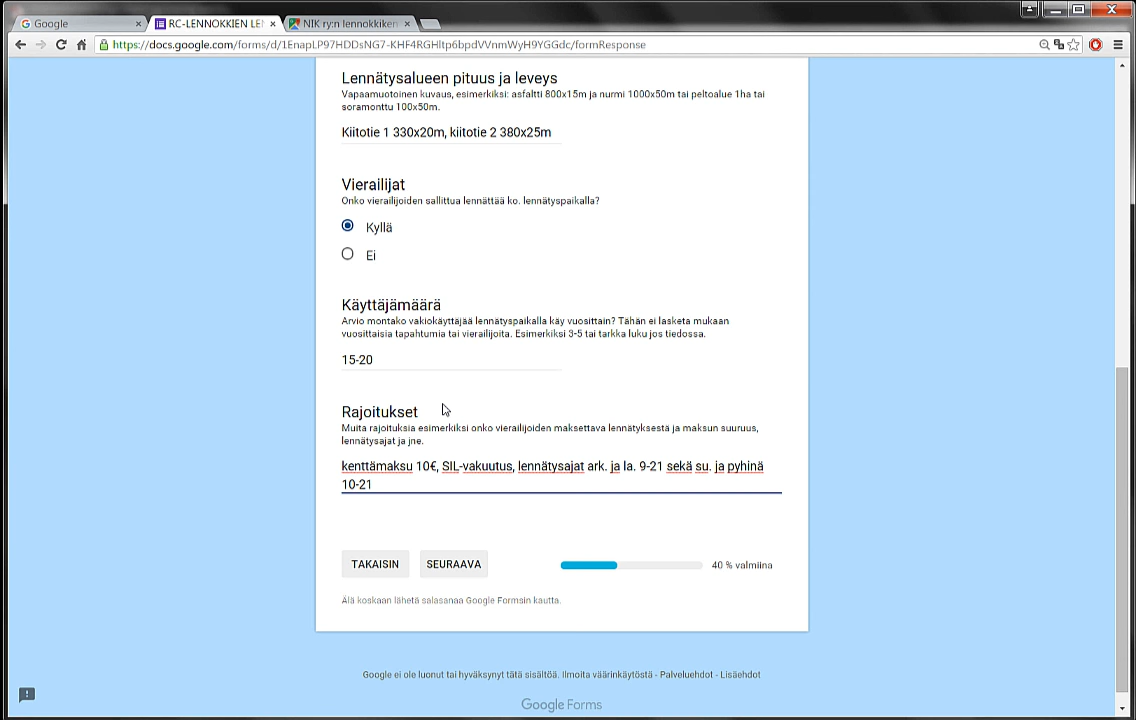 Google
RC-LENNOKKIEN LEN
NIK ry:n lennokkiken
https://docs.google.com/forms/d/1EnapLP97HDDsNG7-KHF4RGHltp6bpdVVnmWyH9YGGdc/formResponse
Lennätysalueen pituus ja leveys
Vapaamuotoinen kuvaus, esimerkiksi: asfaltti 800x15m ja nurmi 1000x50m tai peltoalue 1ha tai
soramonttu 100x50m.
Kiitotie 1 330x20m, kiitotie 2 380x25m
Vierailijat
Onko vierailijoiden sallittua lennättää ko. lennätyspaikalla?
Kyllä
Ei
Käyttäjämäärä
Arvio montako vakiokäyttäjää lennätyspaikalla käy vuosittain? Tähän ei lasketa mukaan
vuosittaisia tapahtumia tai vierailijoita. Esimerkiksi 3-5 tai tarkka luku jos tiedossa.
15-20
Rajoitukset
Muita rajoituksia esimerkiksi onko vierailijoiden maksettava lennätyksestä ja maksun suuruus,
lennätysajat ja jne.
kenttämaksu 10€, SIL-vakuutus, lennätysajat ark. ja la. 9-21 sekä su. ja pyhinä
10-21
TAKAISIN
SEURAAVA
40 % valmiina
Älä koskaan lähetä salasanaa Google Formsin kautta.
Google ei ole luonut tai hyväksynyt tätä sisältöä. Ilmoita väärinkäytöstä - Palveluehdot - Lisäehdot
Google Forms